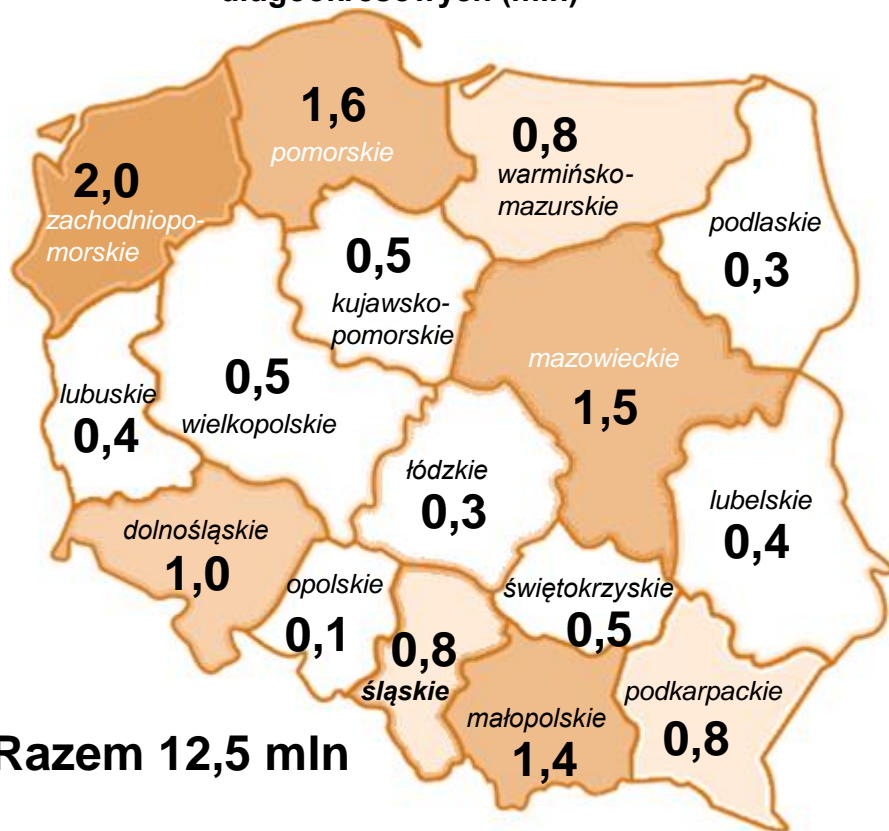 długookresowych (mln)
1,6
pomorskie
0,8
warmińsko-
mazurskie
2,0
zachodniopo-
morskie
podlaskie
0,3
0,5
kujawsko-
pomorskie
mazowieckie
1,5
0,5
wielkopolskie
lubuskie
0,4
łódzkie
0,3
lubelskie
0,4
dolnośląskie
1,0
opolskie
0,1
świętokrzyskie
0,5
0,8
śląskie
podkarpackie
0,8
małopolskie
1,4
Razem 12,5 mln